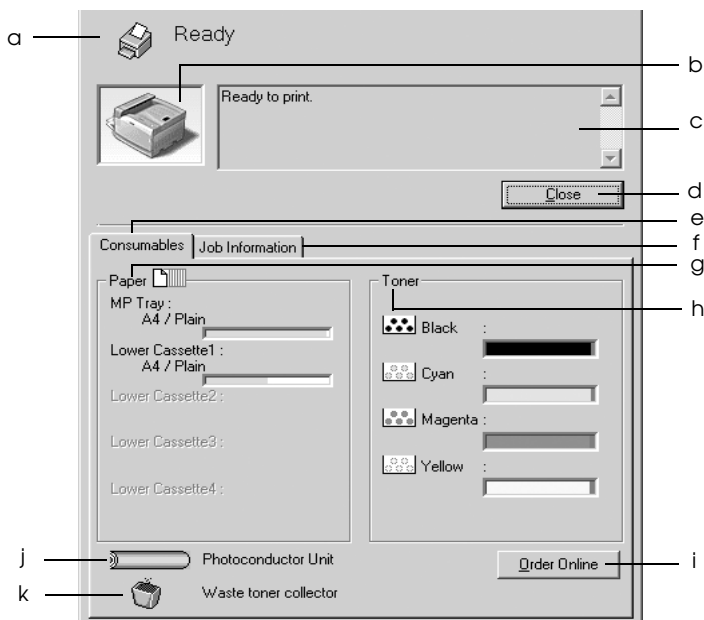 a
Ready
b
Ready to print.
c
Close
d
e
Consumables
Job Information
f
g
Paper
MP Tray :
A4 / Plain
Lower Cassette1 :
A4 / Plain
Lower Cassette2 :
Lower Cassette3 :
Lower Cassette4 :
Toner
h
Black :
Cyan :
Magenta :
Yellow :
j
Photoconductor Unit
Order Online
i
k
Waste toner collector